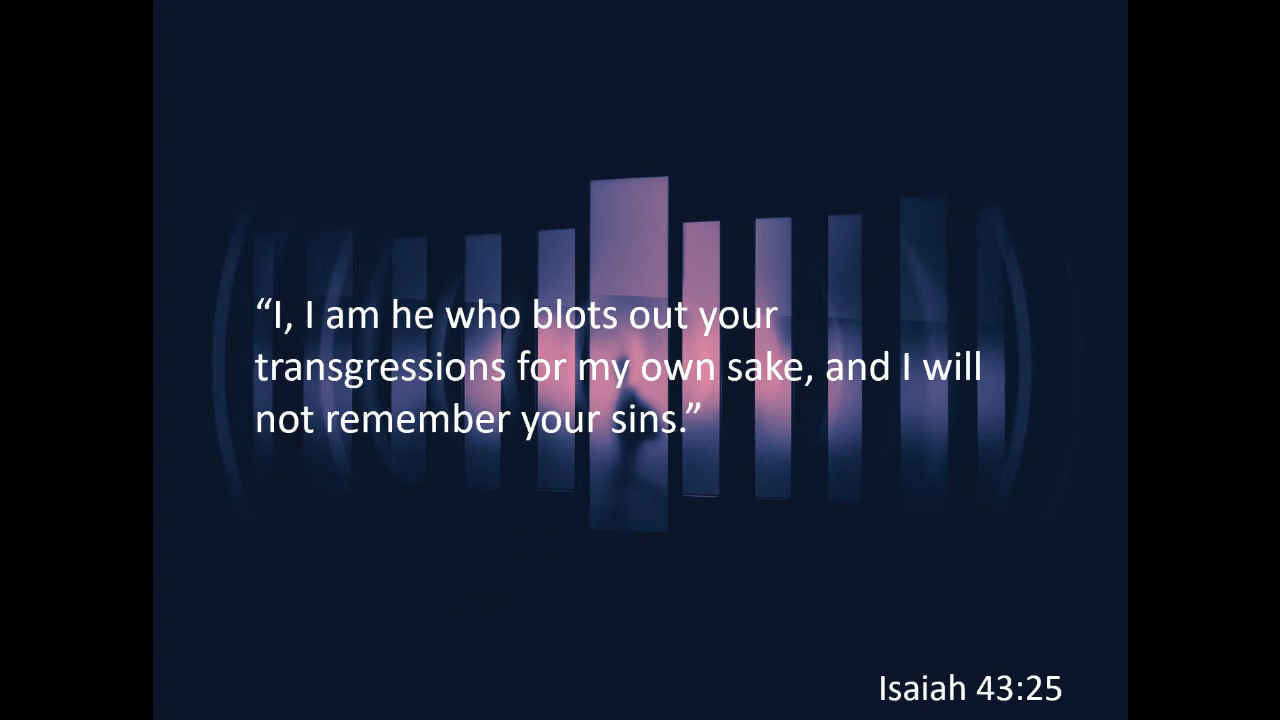 “I, I am he who blots out your
transgressions for my own sake, and I will
not remember your sins.”
Isaiah 43:25